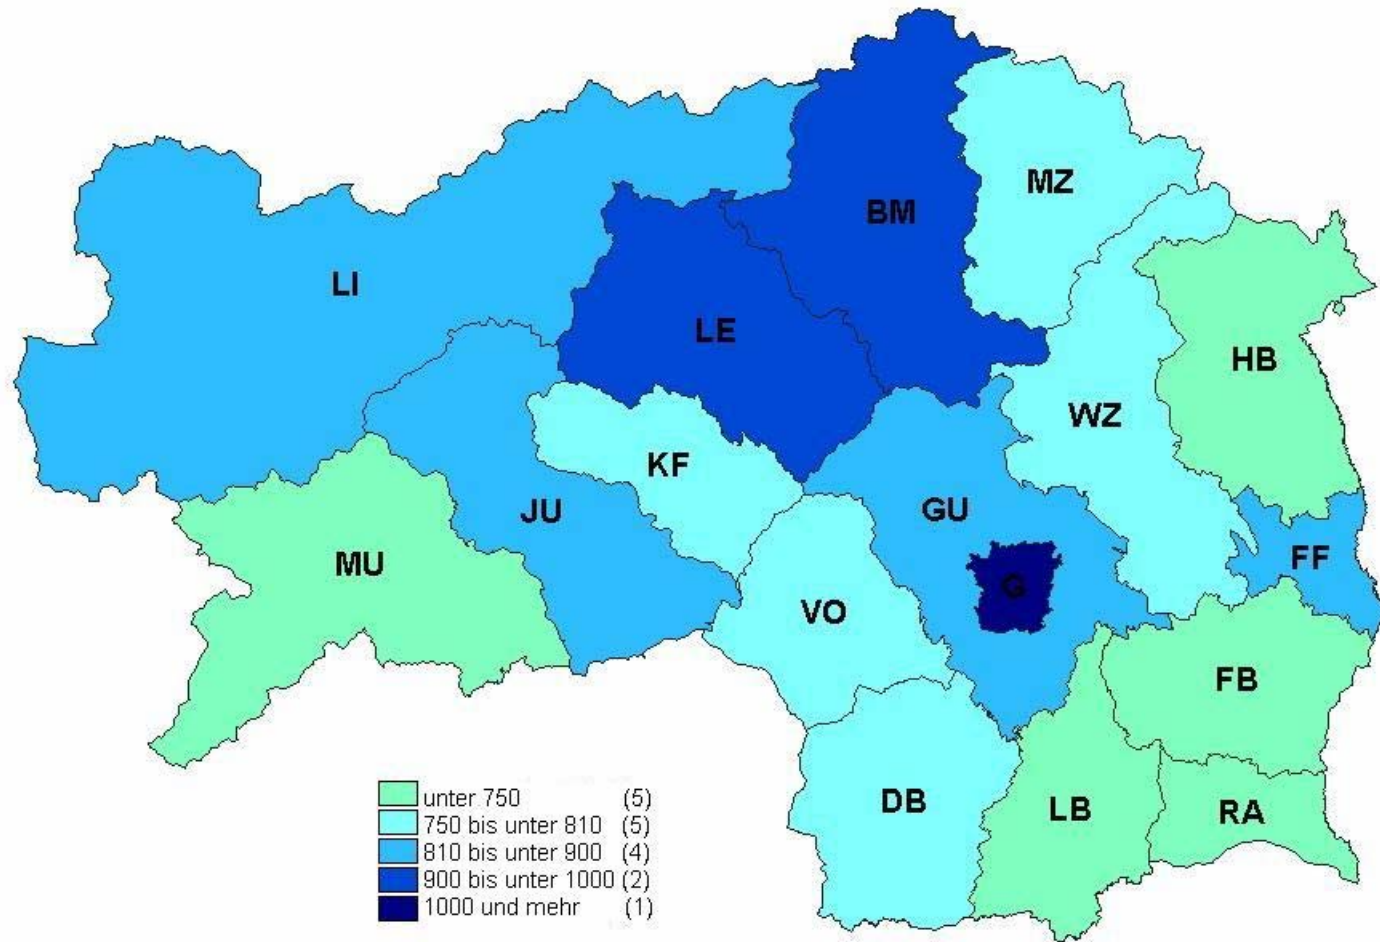 MZ
BM
LI
LE
HB
WZ
KF
JU
GU
FF
MU
G
VO
FB
DB
LB
RA
unter 750 (5)
750 bis unter 810 (5)
810 bis unter 900 (4)
900 bis unter 1000 (2)
1000 und mehr (1)